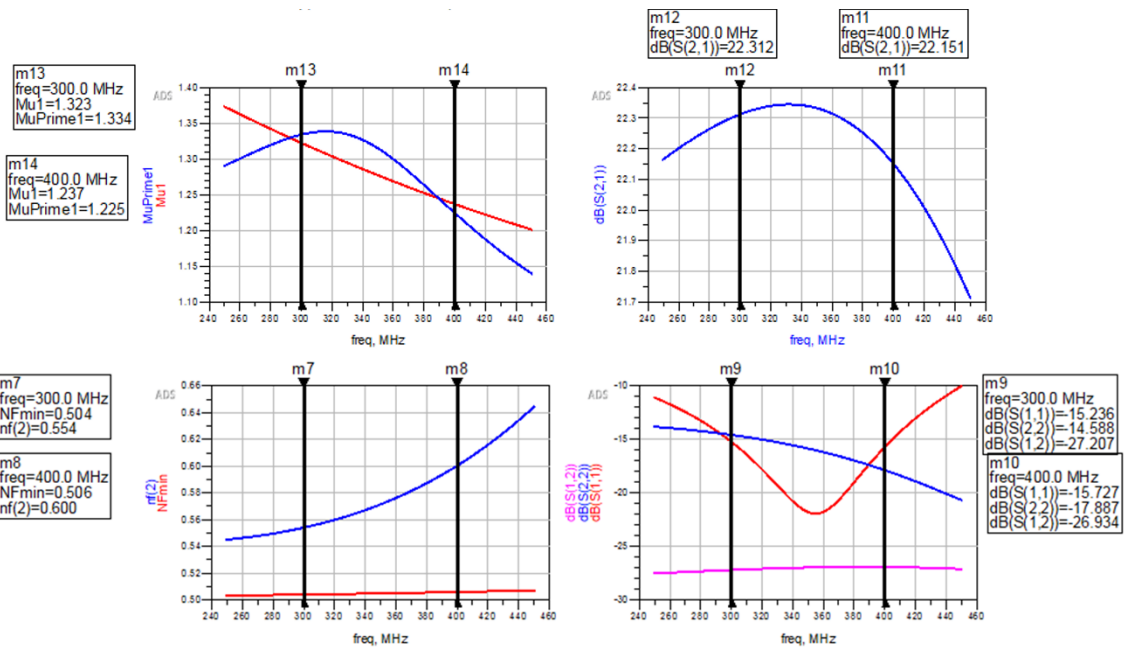 m12
freq=300.0 MHz
dB(S(2,1))=22.312
m11
freq=400.0 MHz
dB(S(2,1))=22.151
m13
freq=300.0 MHz
Mu1=1.323
MuPrime1=1.334
m14
freq=400.0 MHz
Mu1=1.237
MuPrime1=1.225
m13
m14
ADS
1.40
1.35
1.30
1.25
1.20
1.15
1.10
MuPrime1
Mu1
240 260 280 300 320 340 360 380 400 420 440 460
freq, MHz
m12
m11
ADS
22.4
22.3
22.2
22.1
22.0
21.9
21.8
21.7
dB(S(2,1))
240 260 280 300 320 340 360 380 400 420 440 460
freq, MHz
m7
freq=300.0 MHz
NFmin=0.504
nf(2)=0.554
m8
freq=400.0 MHz
NFmin=0.506
nf(2)=0.600
m7
m8
ADS
0.66
0.64
0.62
0.60
0.58
0.56
0.54
0.52
0.50
nf(2)
NFmin
240 260 280 300 320 340 360 380 400 420 440 460
freq, MHz
m9
m10
ADS
-10
-15
-20
-25
-30
dB(S(1,2))
dB(S(2,2))
dB(S(1,1))
240 260 280 300 320 340 360 380 400 420 440 460
freq, MHz
m9
freq=300.0 MHz
dB(S(1,1))=-15.236
dB(S(2,2))=-14.588
dB(S(1,2))=-27.207
m10
freq=400.0 MHz
dB(S(1,1))=-15.727
dB(S(2,2))=-17.887
dB(S(1,2))=-26.934